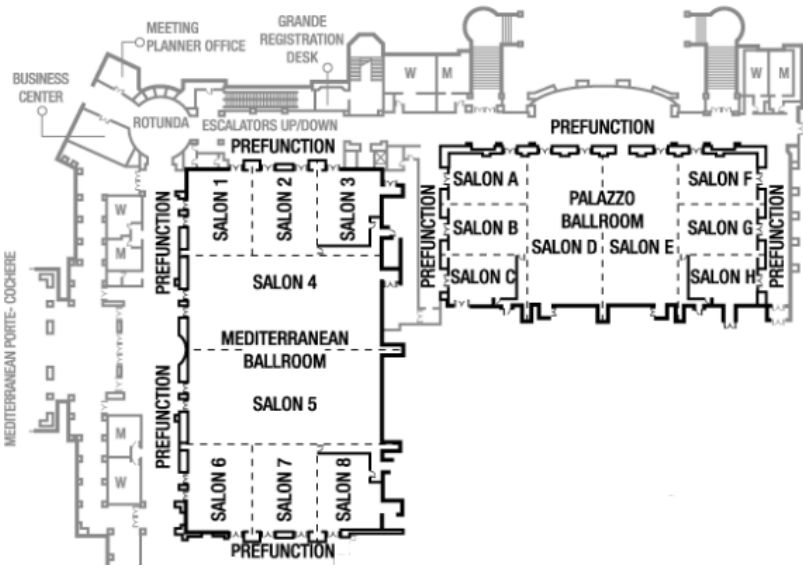 MEETING
PLANNER OFFICE
GRANDE
REGISTRATION
DESK
BUSINESS
CENTER
ROTUNDA
ESCALATORS UP/DOWN
W
M
W
M
PREFUNCTION
PREFUNCTION
SALON 1
SALON 2
SALON 3
SALON A
SALON F
PALAZZO
BALLROOM
SALON B
SALON G
SALON D
SALON E
SALON C
SALON H
PREFUNCTION
PREFUNCTION
PREFUNCTION
W
M
SALON 4
MEDITERRANEAN
BALLROOM
MEDITERRANEAN PORTE- COCHERE
PREFUNCTION
SALON 5
M
W
SALON 6
SALON 7
SALON 8
PREFUNCTION